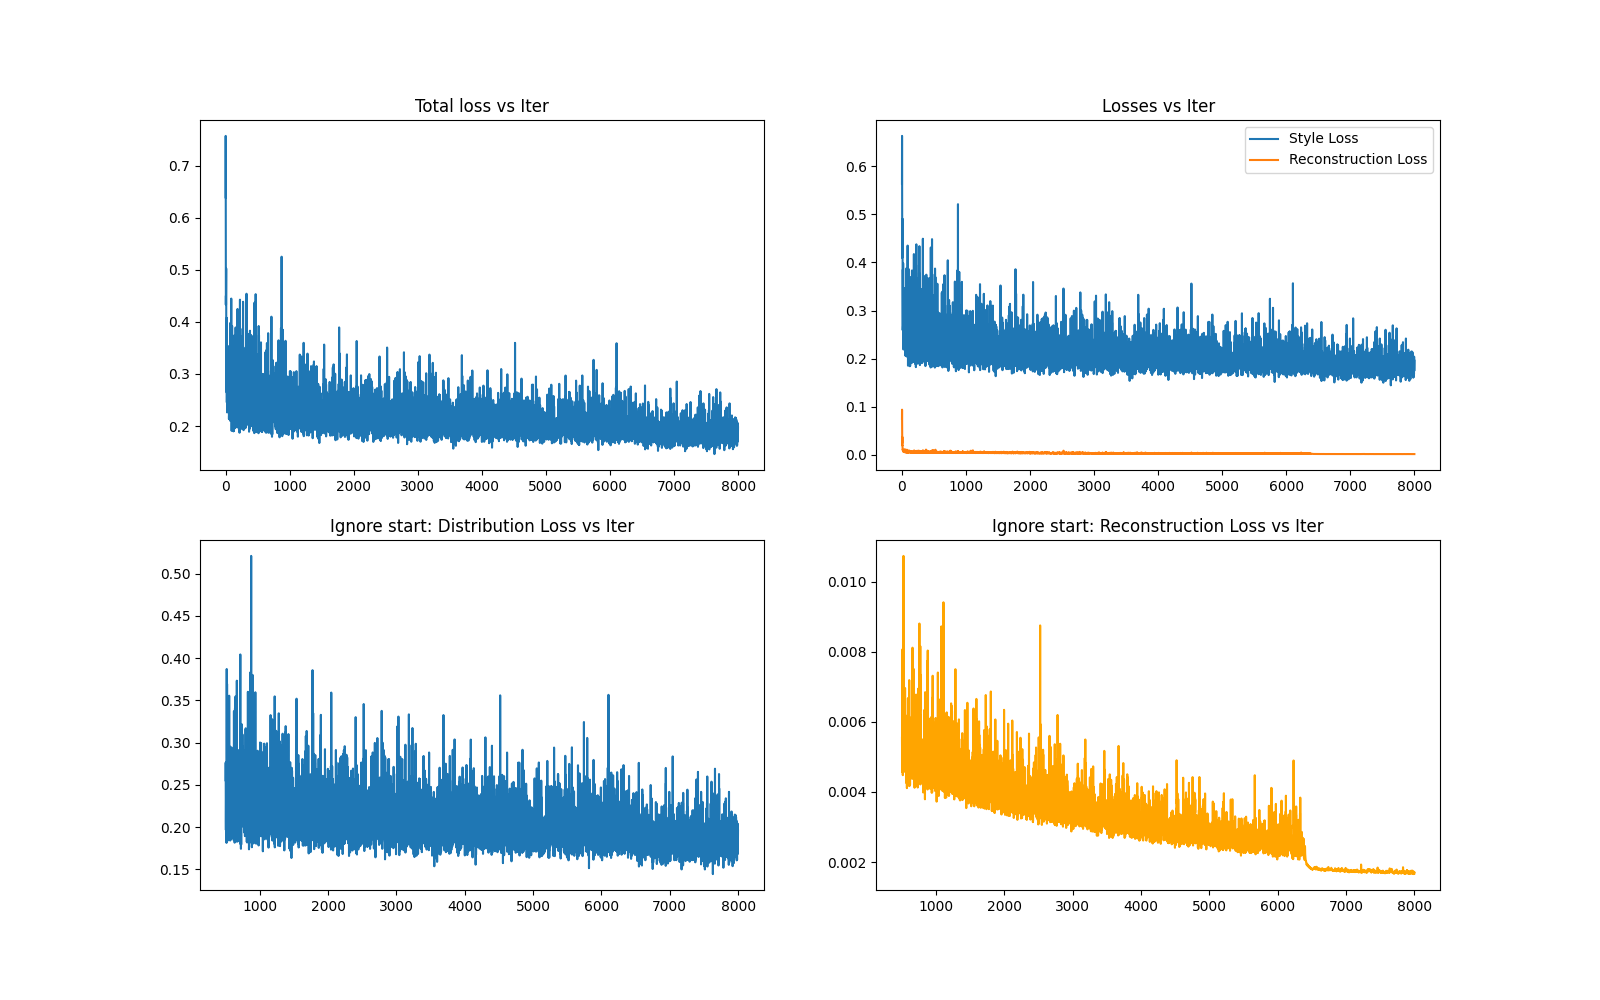 Total loss vs Iter
0.7
0.6
0.5
0.4
0.3
0.2
0 1000 2000 3000 4000 5000 6000 7000 8000
Losses vs Iter
Style Loss
Reconstruction Loss
0.6
0.5
0.4
0.3
0.2
0.1
0.0
0 1000 2000 3000 4000 5000 6000 7000 8000
Ignore start: Distribution Loss vs Iter
0.50
0.45
0.40
0.35
0.30
0.25
0.20
0.15
1000 2000 3000 4000 5000 6000 7000 8000
Ignore start: Reconstruction Loss vs Iter
0.010
0.008
0.006
0.004
0.002
1000 2000 3000 4000 5000 6000 7000 8000